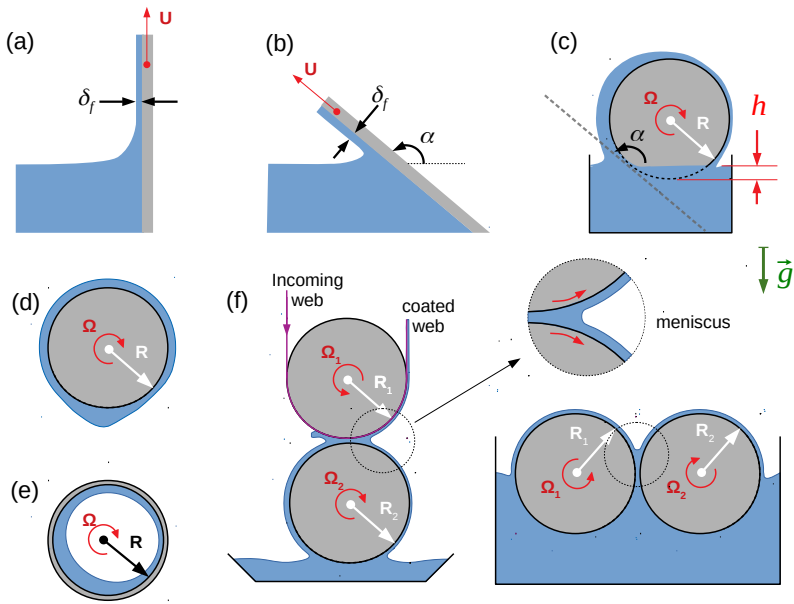 (a)
U
δf
(b)
U
δf
α
(c)
Ω
R
α
h
g
(d)
Ω
R
(e)
Ω
R
(f)
Incoming
web
coated
web
Ω1
R1
Ω2
R2
meniscus
R1
Ω1
R2
Ω2